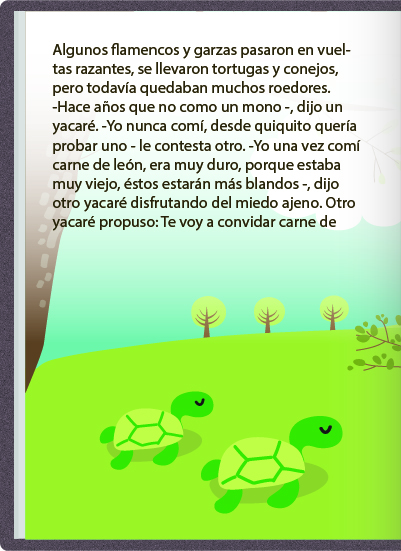 Algunos flamencos y garzas pasaron en vuel-
tas razantes, se llevaron tortugas y conejos,
pero todavía quedaban muchos roedores.
-Hace años que no como un mono -, dijo un
yacaré. -Yo nunca comí, desde quiquito quería
probar uno - le contesta otro. -Yo una vez comí
carne de león, era muy duro, porque estaba
muy viejo, éstos estarán más blandos -, dijo
otro yacaré disfrutando del miedo ajeno. Otro
yacaré propuso: Te voy a convidar carne de